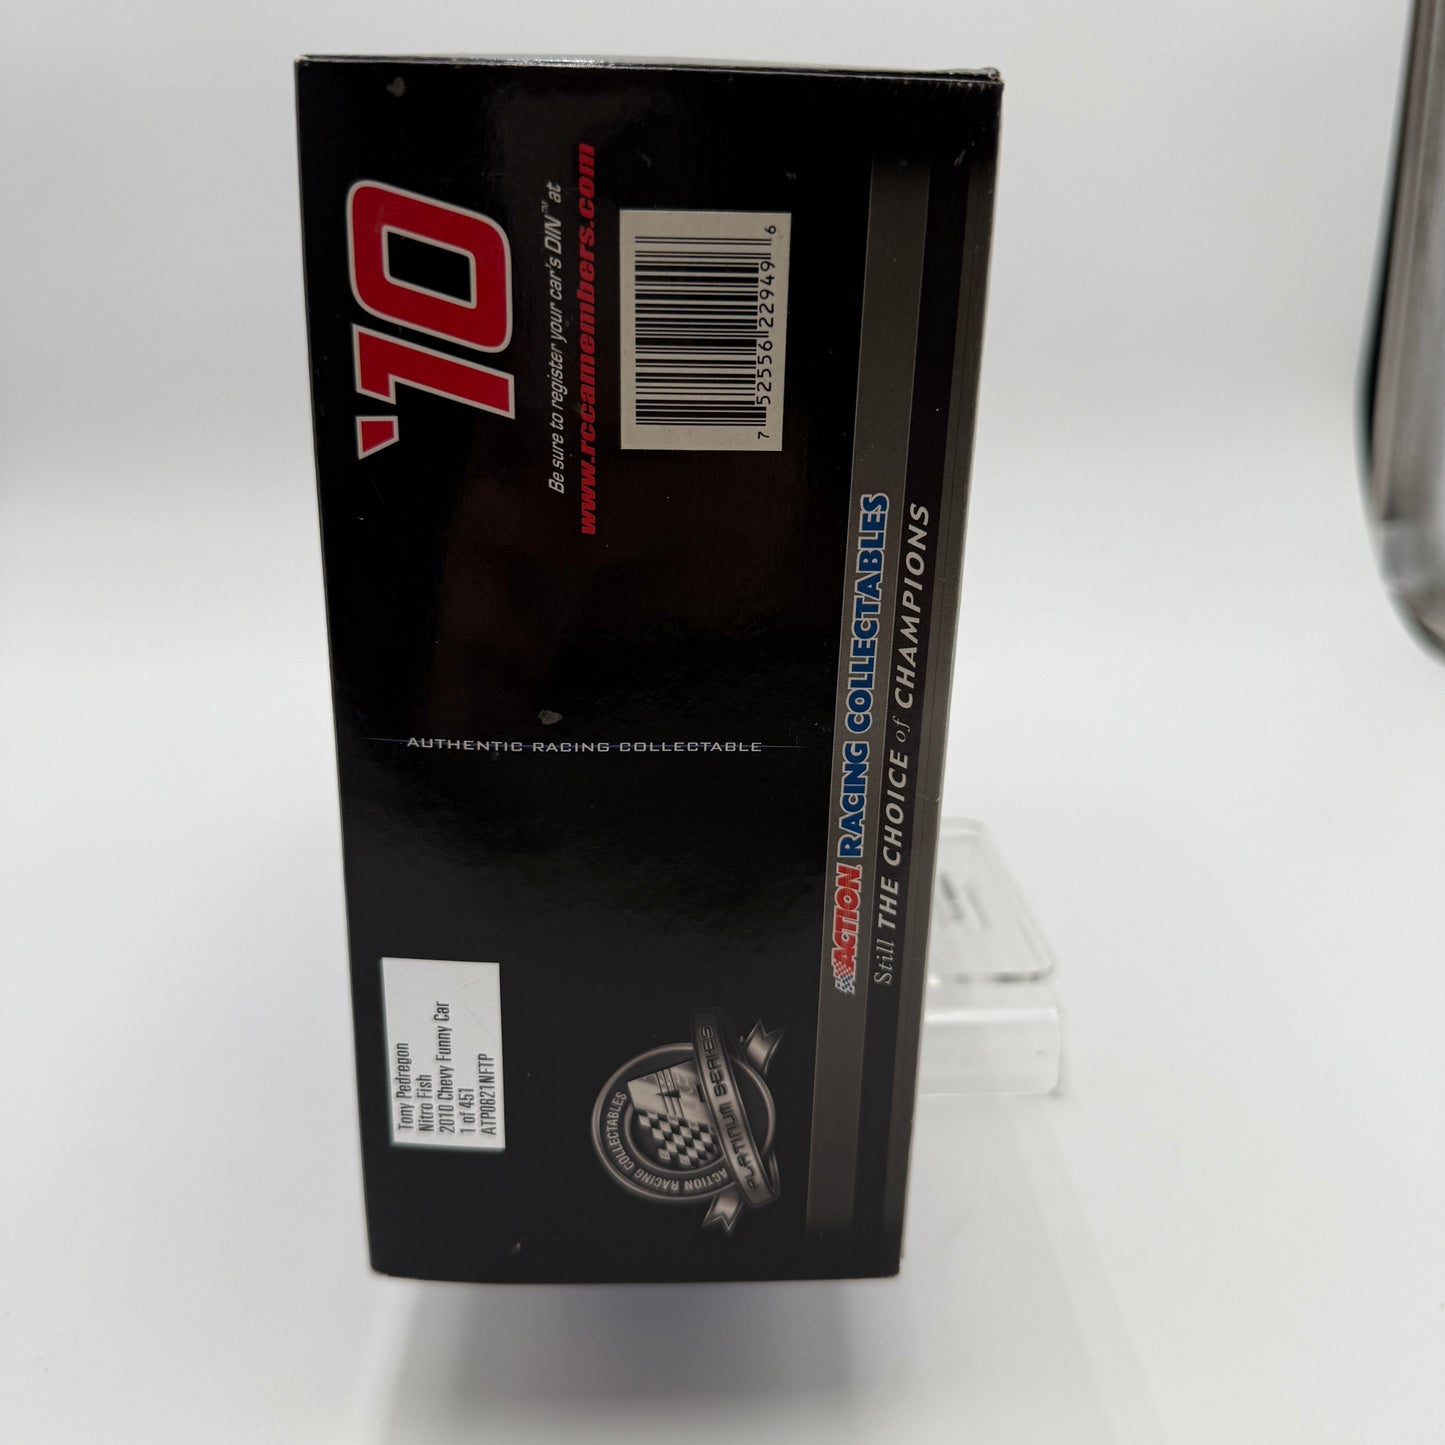 '10
Be sure to register your car's DIN™ at
www.rccamembers.com
7 52556 22949 6
AUTHENTIC RACING COLLECTABLE
Tony Pedregon
Nitro Fish
2010 Chevy Funny Car
1 of 451
ATP0821NFTP
ACTION RACING COLLECTABLES
PLATINUM SERIES
ACTION RACING COLLECTABLES
Still THE CHOICE of CHAMPIONS